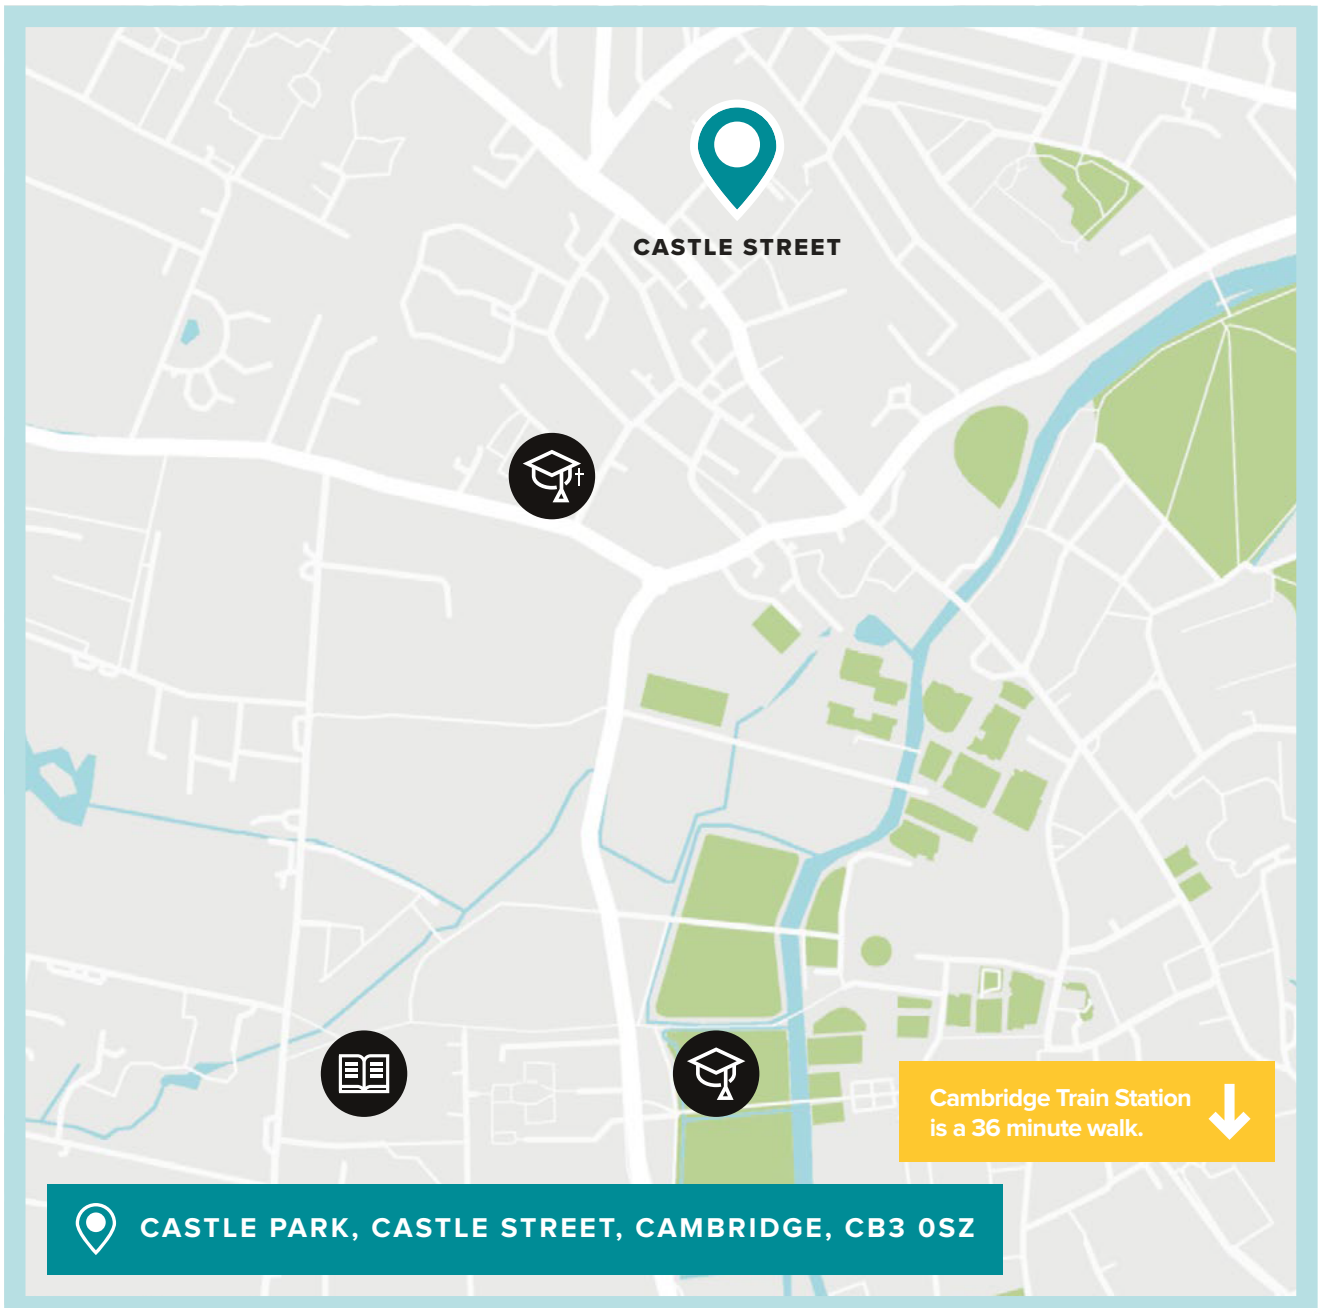 CASTLE STREET
Cambridge Train Station
is a 36 minute walk.
CASTLE PARK, CASTLE STREET, CAMBRIDGE, CB3 0SZ